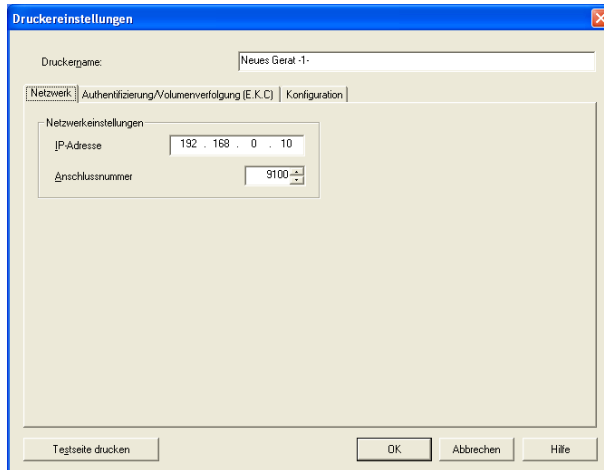 Druckereinstellungen
Druckername: Neues Gerat -1-
Netzwerk Authentifizierung/Volumenverfolgung (E.K.C) Konfiguration
Netzwerkeinstellungen
IP-Adresse 192 . 168 . 0 . 10
Anschlussnummer 9100
Testseite drucken OK Abbrechen Hilfe